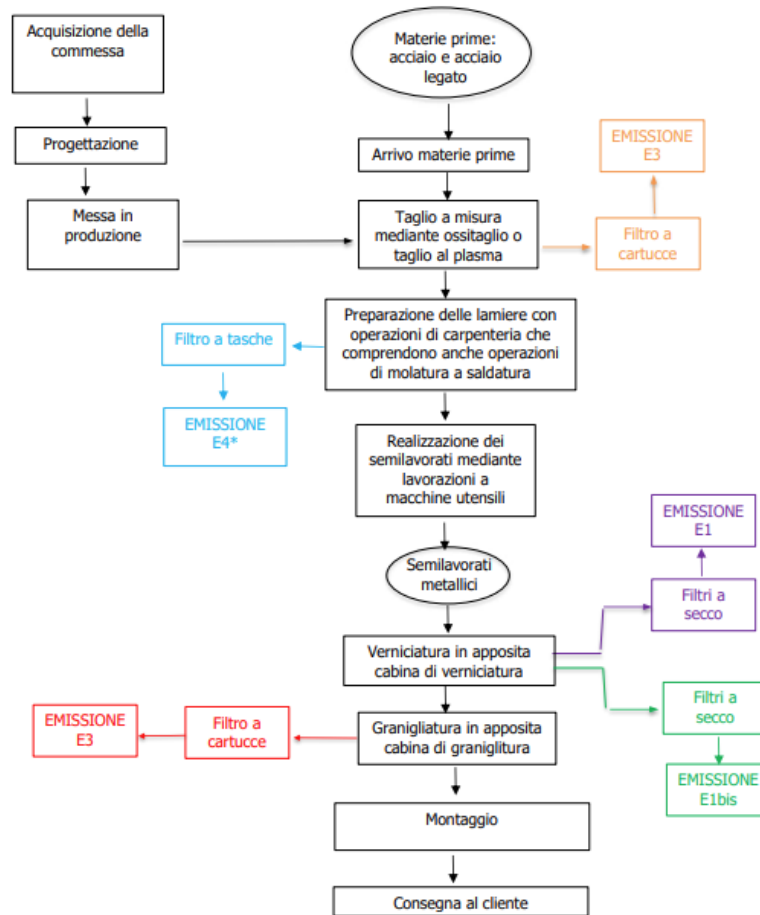 Acquisizione della
commessa
Materie prime:
acciaio e acciaio
legato
Progettazione
Arrivo materie prime
EMISSIONE
E3
Messa in
produzione
Taglio a misura
mediante ossitaglio o
taglio al plasma
Filtro a
cartucce
Preparazione delle lamiere con
operazioni di carpenteria che
comprendono anche operazioni
di molatura a saldatura
Filtro a tasche
EMISSIONE
E4*
Realizzazione dei
semilavorati mediante
lavorazioni a
macchine utensili
EMISSIONE
E1
Semilavorati
metallici
Filtri a
secco
Verniciatura in apposita
cabina di verniciatura
Filtri a
secco
EMISSIONE
E3
Filtro a
cartucce
Granigliatura in apposita
cabina di graniglitura
EMISSIONE
E1bis
Montaggio
Consegna al cliente